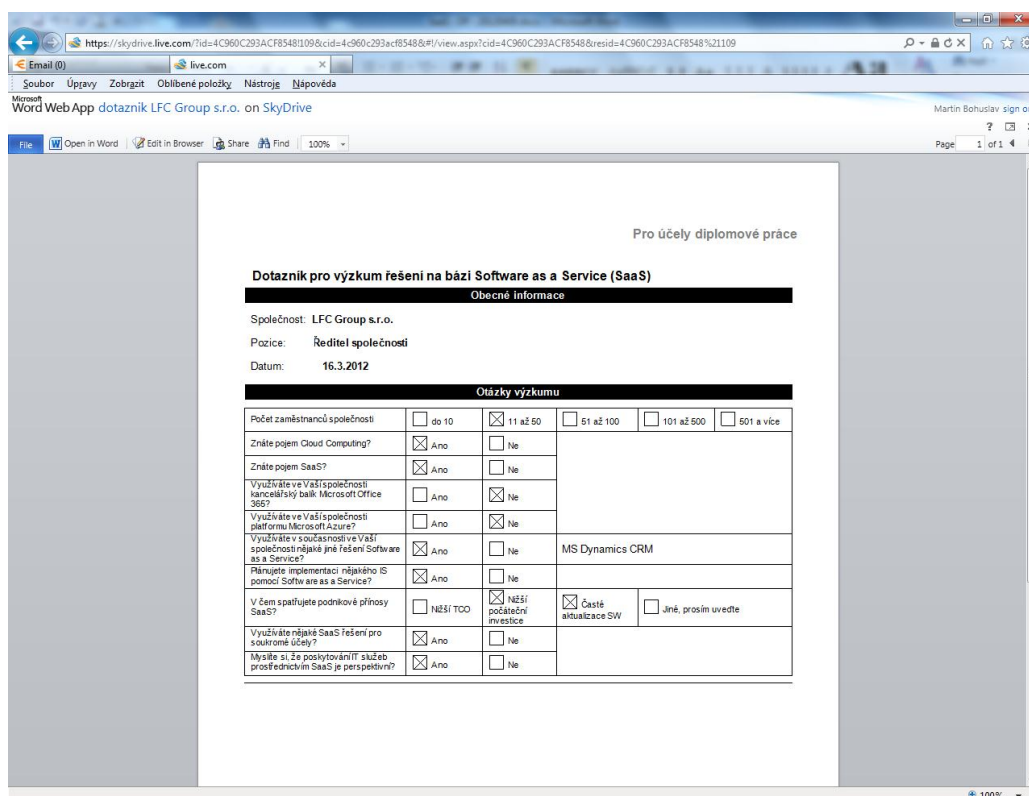 https://skydrive.live.com/?id=4C960C293ACF8548!109&cid=4c960c293acf8548&#!/view.aspx?cid=4C960C293ACF8548&resid=4C960C293ACF8548%21109
Email (0) live.com
Soubor Úpravy Zobrazit Oblíbené položky Nástroje Nápověda
Microsoft
Word Web App dotaznik LFC Group s.r.o. on SkyDrive Martin Bohuslav sign
File Open in Word Edit in Browser Share Find 100% Page 1 of 1
Pro účely diplomové práce
Dotazník pro výzkum řešení na bázi Software as a Service (SaaS)
Obecné informace
Společnost: LFC Group s.r.o.
Pozice: Ředitel společnosti
Datum: 16.3.2012
Otázky výzkumu
Počet zaměstnanců společnosti do 10 11 až 50 51 až 100 101 až 500 501 a více
Znáte pojem Cloud Computing? Ano Ne
Znáte pojem SaaS? Ano Ne
Využíváte ve Vaší společnosti
kancelářský balík Microsoft Office
365? Ano Ne
Využíváte ve Vaší společnosti
platformu Microsoft Azure? Ano Ne
Využíváte v současnosti ve Vaší
společnosti nějaké jiné řešení Software
as a Service? Ano Ne MS Dynamics CRM
Plánujete implementaci nějakého IS
pomocí Software as a Service? Ano Ne
V čem spatřujete podnikové přínosy
SaaS? Nižší TCO Nižší počáteční investice Časté aktualizace SW Jiné, prosím uveďte
Využíváte nějaké SaaS řešení pro
soukromé účely? Ano Ne
Myslíte si, že poskytování IT služeb
prostřednictvím SaaS je perspektivní? Ano Ne
100%